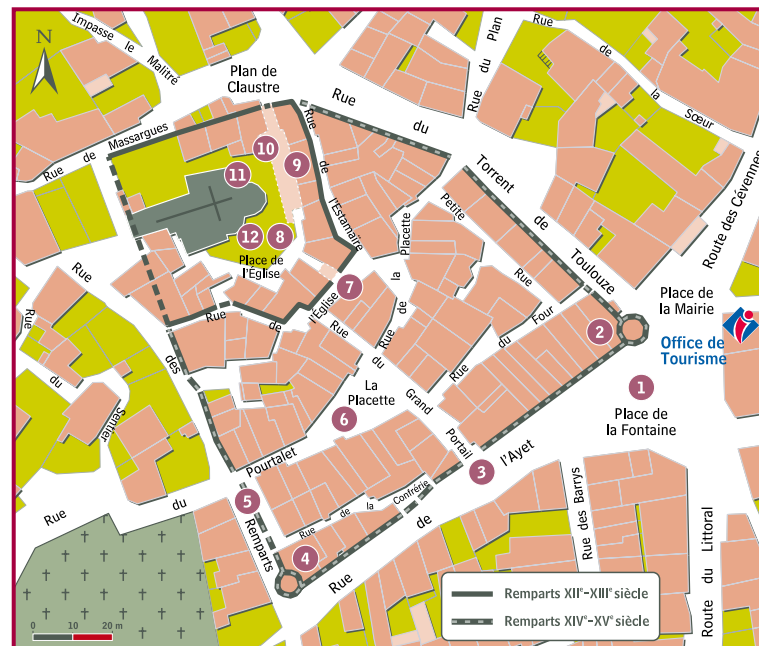 Impasse le Malitré
N
Plan de
Claustre
Rue du Plan
Rue de la Sœur
Rue du Torrent de Toulouze
Rue de Massargues
Route des Cévennes
10
9
11
12
8
Place de
l'Église
Rue de l'Estamaïre
7
Rue de l'Eglise
Rue de la Placette
Petite Rue du Four
Place de
la Mairie
2
Office de
Tourisme
1
Place de
la Fontaine
Rue du Sentier
Rue des Remparts
La
Placette
6
Rue du Grand Portail
3
Rue de l'Ayet
Rue du Pourtalet
5
4
Rue de la Confrérie
Rue des Barrys
Route du Littoral
Remparts XIIᵉ-XIIIᵉ siècle
Remparts XIVᵉ-XVᵉ siècle
0 10 20 m